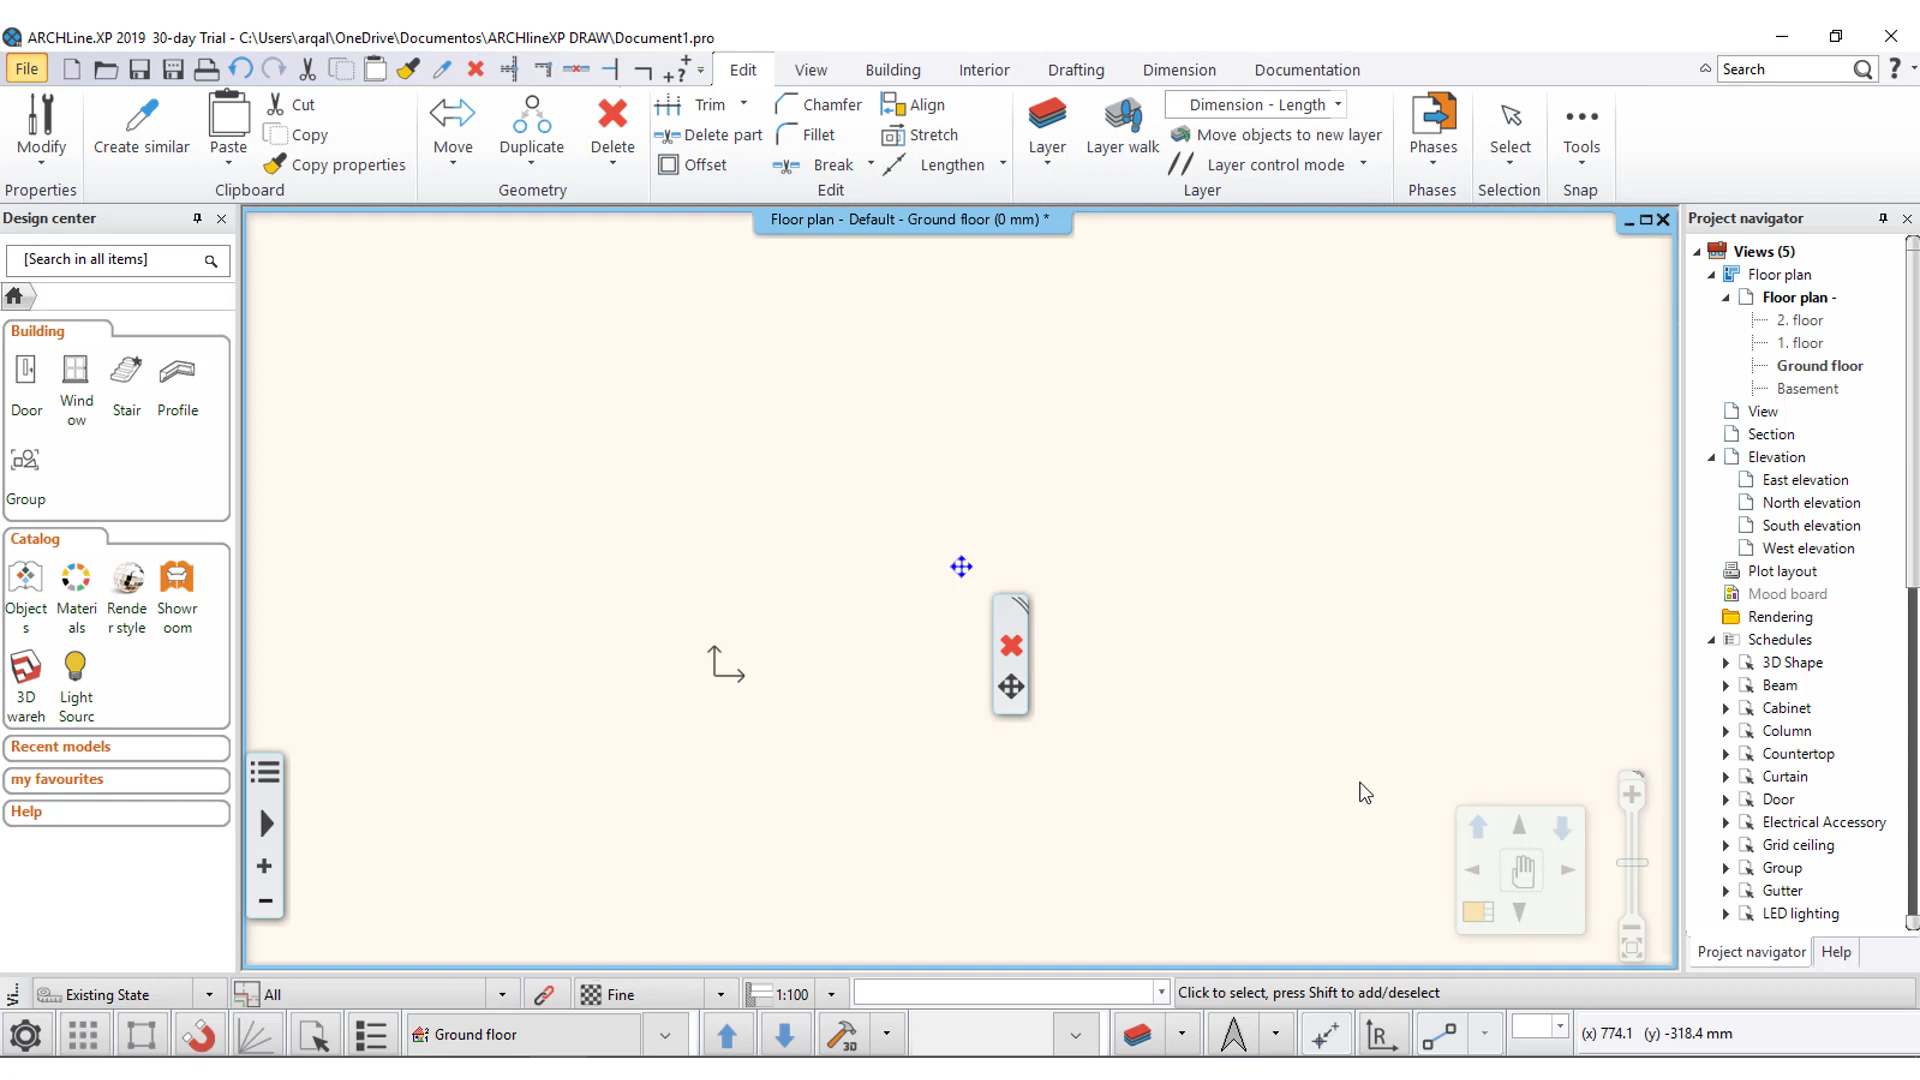 ARCHLine.XP 2019  30-day Trial - C:\Users\arqal\OneDrive\Documentos\ARCHlineXP DRAW\Document1.pro
File
Edit
View
Building
Interior
Drafting
Dimension
Documentation
Search
?
Modify
Create similar
Paste
Cut
Copy
Copy properties
Move
Duplicate
Delete
Trim
Delete part
Offset
Chamfer
Fillet
Break
Align
Stretch
Lengthen
Layer
Layer walk
Dimension - Length
Move objects to new layer
Layer control mode
Phases
Select
Tools
Properties
Clipboard
Geometry
Edit
Layer
Phases
Selection
Snap
Design center
[Search in all items]
Building
Door
Wind
ow
Stair
Profile
Group
Catalog
Object
s
Materi
als
Rende
r style
Showr
oom
3D
wareh
Light
Sourc
Recent models
my favourites
Help
Floor plan - Default - Ground floor (0 mm) *
Project navigator
Views (5)
Floor plan
Floor plan -
2. floor
1. floor
Ground floor
Basement
View
Section
Elevation
East elevation
North elevation
South elevation
West elevation
Plot layout
Mood board
Rendering
Schedules
3D Shape
Beam
Cabinet
Column
Countertop
Curtain
Door
Electrical Accessory
Grid ceiling
Group
Gutter
LED lighting
Project navigator
Help
Vi...
Existing State
All
Fine
1:100
Click to select, press Shift to add/deselect
Ground floor
3D
R
(x) 774.1   (y) -318.4 mm